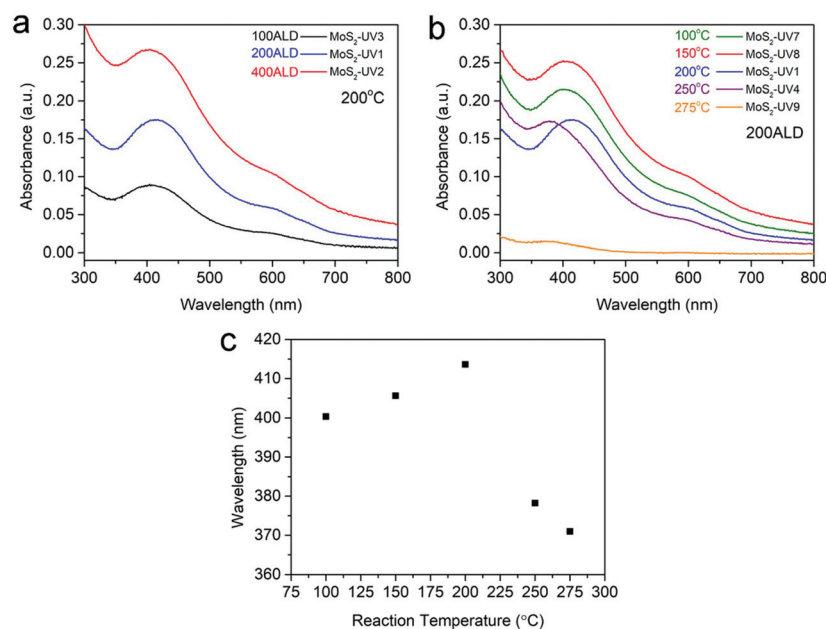 a
0.30
0.25
0.20
0.15
0.10
0.05
0.00
Absorbance (a.u.)
100ALD MoS2-UV3
200ALD MoS2-UV1
400ALD MoS2-UV2
200°C
300 400 500 600 700 800
Wavelength (nm)
b
0.30
0.25
0.20
0.15
0.10
0.05
0.00
Absorbance (a.u.)
100°C MoS2-UV7
150°C MoS2-UV8
200°C MoS2-UV1
250°C MoS2-UV4
275°C MoS2-UV9
200ALD
300 400 500 600 700 800
Wavelength (nm)
c
420
410
400
390
380
370
360
Wavelength (nm)
75 100 125 150 175 200 225 250 275 300
Reaction Temperature (°C)